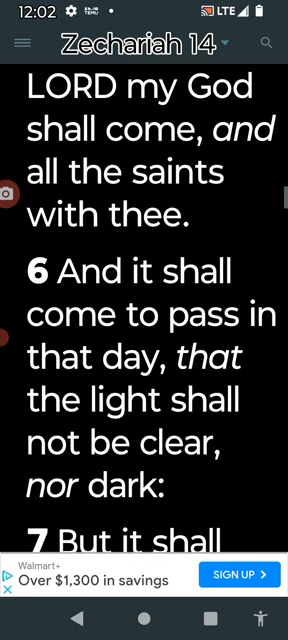 12:02
LTE
Zechariah 14
LORD my God
shall come, and
all the saints
with thee.
6 And it shall
come to pass in
that day, that
the light shall
not be clear,
nor dark:
7 But it shall
Walmart+
Over $1,300 in savings
SIGN UP